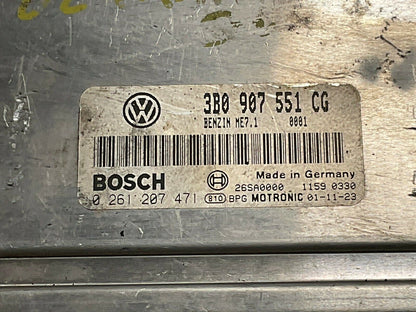 3B0 907 551 CG
BENZIN ME7.1 0001
BOSCH
Made in Germany
26SA0000 1159 0330
0 261 207 471 810 BPG MOTRONIC 01-11-23